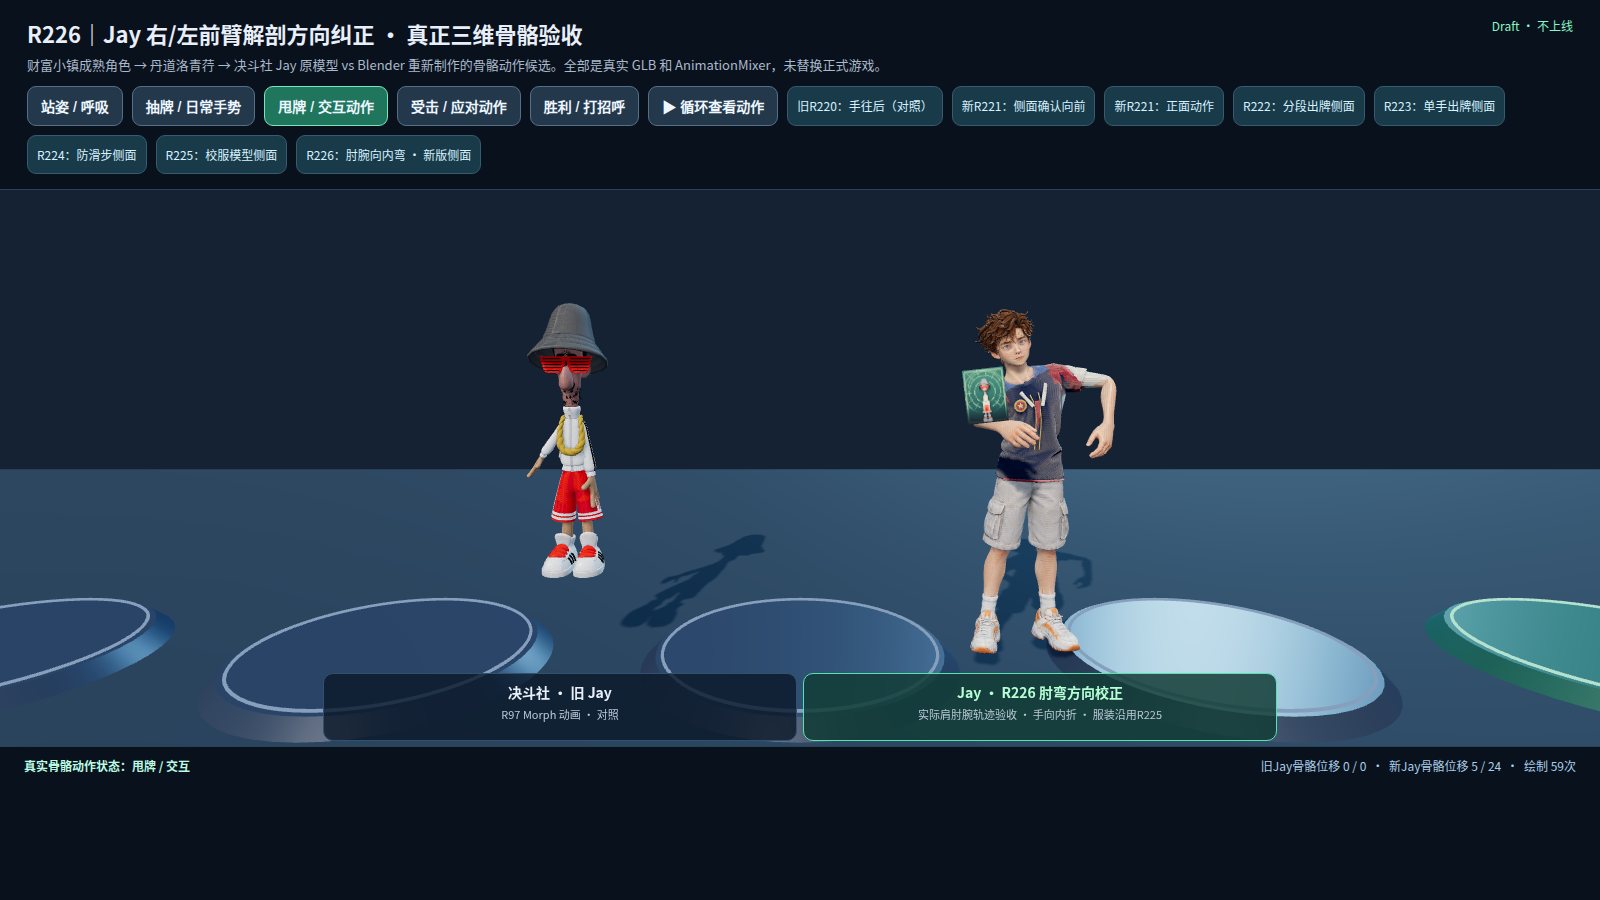 R226｜Jay 右/左前臂解剖方向纠正 · 真正三维骨骼验收
Draft · 不上线
财富小镇成熟角色 → 丹道洛青荇 → 决斗社 Jay 原模型 vs Blender 重新制作的骨骼动作候选。全部是真实 GLB 和 AnimationMixer，未替换正式游戏。
站姿 / 呼吸
抽牌 / 日常手势
甩牌 / 交互动作
受击 / 应对动作
胜利 / 打招呼
▶ 循环查看动作
旧R220：手往后（对照）
新R221：侧面确认向前
新R221：正面动作
R222：分段出牌侧面
R223：单手出牌侧面
R224：防滑步侧面
R225：校服模型侧面
R226：肘腕向内弯 · 新版侧面
决斗社 · 旧 Jay
R97 Morph 动画 · 对照
Jay · R226 肘弯方向校正
实际肩肘腕轨迹验收 · 手向内折 · 服装沿用R225
真实骨骼动作状态：甩牌 / 交互
旧Jay骨骼位移 0 / 0 · 新Jay骨骼位移 5 / 24 · 绘制 59次